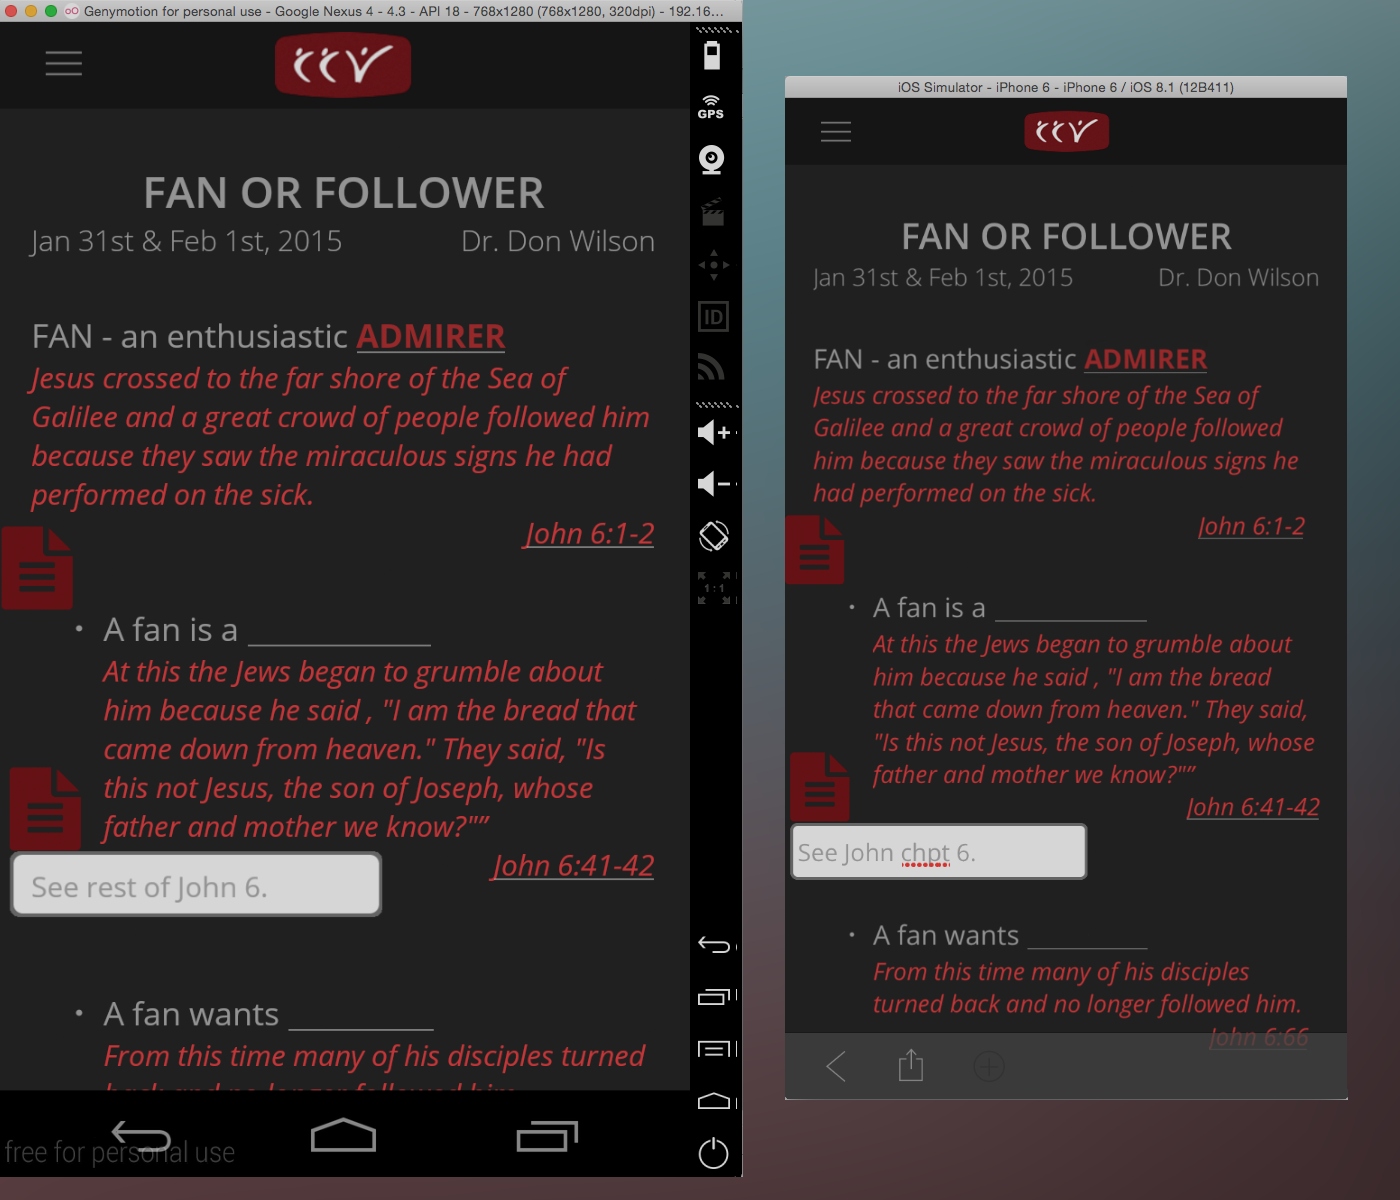 Genymotion for personal use - Google Nexus 4 - 4.3 - API 18 - 768x1280 (768x1280, 320dpi) - 192.16...
CCV
FAN OR FOLLOWER
Jan 31st & Feb 1st, 2015 Dr. Don Wilson
FAN - an enthusiastic ADMIRER
Jesus crossed to the far shore of the Sea of
Galilee and a great crowd of people followed him
because they saw the miraculous signs he had
performed on the sick.
John 6:1-2
• A fan is a ___________
At this the Jews began to grumble about
him because he said , "I am the bread that
came down from heaven." They said, "Is
this not Jesus, the son of Joseph, whose
father and mother we know?"”
John 6:41-42
See rest of John 6.
• A fan wants _________
From this time many of his disciples turned
back and no longer followed him.
free for personal use
GPS
ID
1:1
iOS Simulator - iPhone 6 - iPhone 6 / iOS 8.1 (12B411)
CCV
FAN OR FOLLOWER
Jan 31st & Feb 1st, 2015 Dr. Don Wilson
FAN - an enthusiastic ADMIRER
Jesus crossed to the far shore of the Sea of
Galilee and a great crowd of people followed
him because they saw the miraculous signs he
had performed on the sick.
John 6:1-2
• A fan is a ___________
At this the Jews began to grumble about
him because he said , "I am the bread
that came down from heaven." They said,
"Is this not Jesus, the son of Joseph, whose
father and mother we know?"”
John 6:41-42
See John chpt 6.
• A fan wants _________
From this time many of his disciples
turned back and no longer followed him.
John 6:66